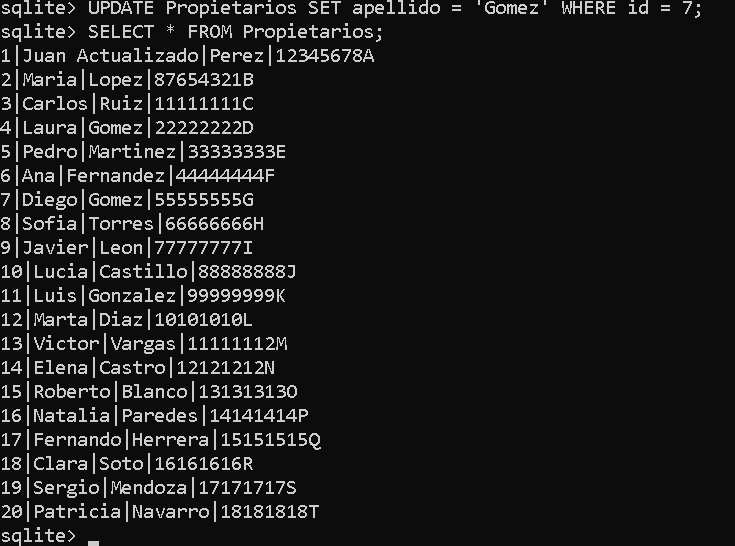 sqlite> UPDATE Propietarios SET apellido = 'Gomez' WHERE id = 7;
sqlite> SELECT * FROM Propietarios;
1|Juan Actualizado|Perez|12345678A
2|Maria|Lopez|87654321B
3|Carlos|Ruiz|11111111C
4|Laura|Gomez|22222222D
5|Pedro|Martinez|33333333E
6|Ana|Fernandez|44444444F
7|Diego|Gomez|55555555G
8|Sofia|Torres|66666666H
9|Javier|Leon|77777777I
10|Lucia|Castillo|88888888J
11|Luis|Gonzalez|99999999K
12|Marta|Diaz|10101010L
13|Victor|Vargas|11111112M
14|Elena|Castro|12121212N
15|Roberto|Blanco|13131313O
16|Natalia|Paredes|14141414P
17|Fernando|Herrera|15151515Q
18|Clara|Soto|16161616R
19|Sergio|Mendoza|17171717S
20|Patricia|Navarro|18181818T
sqlite> _